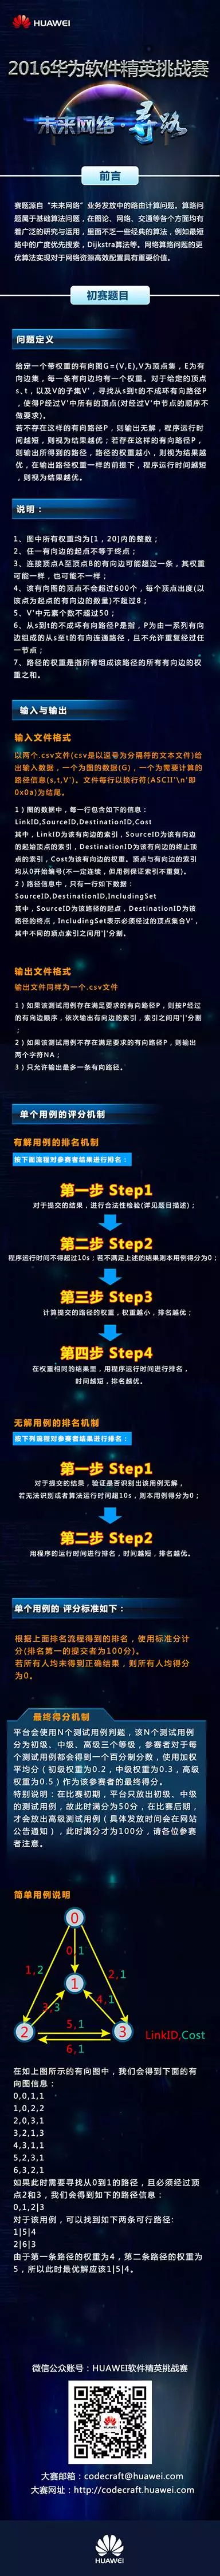 HUAWEI
2016华为软件精英挑战赛
未来网络·寻路
前言
赛题源自“未来网络”业务发放中的路由计算问题。算路问
题属于基础算法问题,在图论、网络、交通等各个方面均有
着广泛的研究与运用,里面不乏一些经典的算法,例如最短
路中的广度优先搜索,Dijkstra算法等。网络算路问题的更
优算法实现对于网络资源高效配置具有重要价值。
初赛题目
问题定义
给定一个带权重的有向图G=(V,E),V为顶点集,E为有
向边集,每一条有向边均有一个权重。对于给定的顶点
s,t,以及V的子集V',寻找从s到t的不成环有向路径P
,使得P经过V'中所有的顶点(对经过V'中节点的顺序不
做要求)。
若不存在这样的有向路径P,则输出无解,程序运行时
间越短,则视为结果越优;若存在这样的有向路径P,
则输出所得到的路径,路径的权重越小,则视为结果越
优,在输出路径权重一样的前提下,程序运行时间越短
,则视为结果越优。
说明:
1、图中所有权重均为[1,20]内的整数;
2、任一有向边的起点不等于终点;
3、连接顶点A至顶点B的有向边可能超过一条,其权重
可能一样,也可能不一样;
4、该有向图的顶点不会超过600个,每个顶点出度(以
该点为起点的有向边的数量)不超过8;
5、V'中元素个数不超过50;
6、从s到t的不成环有向路径P是指,P为由一系列有向
边组成的从s至t的有向连通路径,且不允许重复经过任
一节点;
7、路径的权重是指所有组成该路径的所有有向边的权
重之和。
输入与输出
输入文件格式
以两个.csv文件(csv是以逗号为分隔符的文本文件)给
出输入数据,一个为图的数据(G),一个为需要计算的
路径信息(s,t,V')。文件每行以换行符(ASCII'\n'即
0x0a)为结尾。
1)图的数据中,每一行包含如下的信息:
LinkID,SourceID,DestinationID,Cost
其中,LinkID为该有向边的索引,SourceID为该有向边
的起始顶点的索引,DestinationID为该有向边的终止顶
点的索引,Cost为该有向边的权重。顶点与有向边的索引
均从0开始编号(不一定连续,但用例保证索引不重复)。
2)路径信息中,只有一行如下数据:
SourceID,DestinationID,IncludingSet
其中,SourceID为该路径的起点,DestinationID为该
路径的终点,IncludingSet表示必须经过的顶点集合V',
其中不同的顶点索引之间用'|'分割。
输出文件格式
输出文件同样为一个.csv文件
1)如果该测试用例存在满足要求的有向路径P,则按P经过
的有向边顺序,依次输出有向边的索引,索引之间用'|'分割
;
2)如果该测试用例不存在满足要求的有向路径P,则输出
两个字符NA;
3)只允许输出最多一条有向路径。
单个用例的评分机制
有解用例的排名机制
按下面流程对参赛者结果进行排名:
第一步 Step1
对于提交的结果,进行合法性检验(详见题目描述);
第二步 Step2
程序运行时间不得超过10s;若不满足上述的结果则本用例得分为0;
第三步 Step3
计算提交的路径的权重,权重越小,排名越优;
第四步 Step4
在权重相同的结果里,用程序运行时间进行排名,
时间越短,排名越优。
无解用例的排名机制
按下列流程对参赛者结果进行排名:
第一步 Step1
对于提交的结果,验证是否识别出该用例无解,
若无法识别或者算法运行时间超10s,则本用例得分为0;
第二步 Step2
用程序的运行时间进行排名,时间越短,排名越优。
单个用例的 评分标准如下:
根据上面排名流程得到的排名,使用标准分计
分(排名第一的提交者为100分)。
若所有人均未得到正确结果,则所有人均得分
为0。
最终得分机制
平台会使用N个测试用例判题,该N个测试用例
分为初级、中级、高级三个等级,参赛者对于每
个测试用例都会得到一个百分制分数,使用加权
平均分(初级权重为0.2,中级权重为0.3,高级
权重为0.5)作为该参赛者的最终得分。
特别说明:在比赛初期,平台只放出初级、中级
的测试用例,故此时满分为50分,在比赛后期,
才会放出高级测试用例(具体发放时间会在网站
公告通知),此时满分才为100分,请各位参赛
者注意。
简单用例说明
0
0,1
1,2
2,1
1
3,3
4,1
2
5,1
3
6,1
LinkID,Cost
在如上图所示的有向图中,我们会得到下面的有
向图信息:
0,0,1,1
1,0,2,2
2,0,3,1
3,2,1,3
4,3,1,1
5,2,3,1
6,3,2,1
如果此时需要寻找从0到1的路径,且必须经过顶
点2和3,我们会得到如下的路径信息:
0,1,2|3
对于该用例,可以找到如下两条可行路径:
1|5|4
2|6|3
由于第一条路径的权重为4,第二条路径的权重为
5,所以此时最优解应该1|5|4。
微信公众账号:HUAWEI软件精英挑战赛
大赛邮箱:codecraft@huawei.com
大赛网址:http://codecraft.huawei.com
HUAWEI